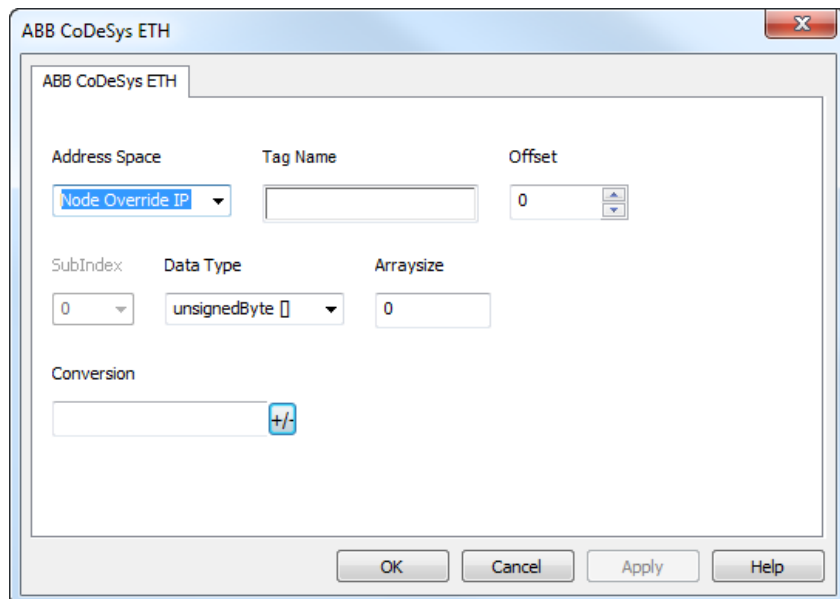 ABB CoDeSys ETH
ABB CoDeSys ETH
Address Space Tag Name Offset
Node Override IP 0
SubIndex Data Type Arraysize
0 unsignedByte [] 0
Conversion
+/-
OK Cancel Apply Help